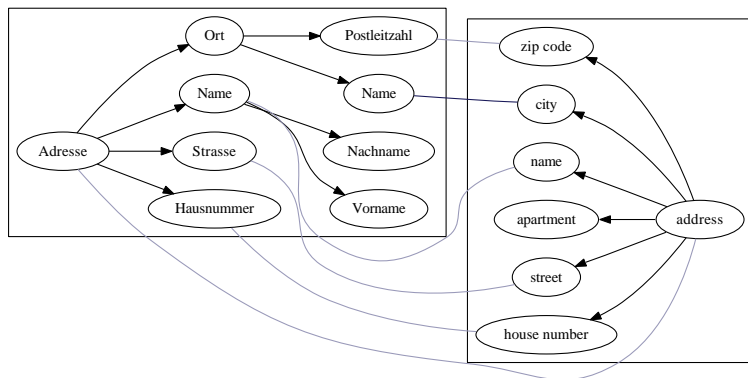 Ort
Postleitzahl
Name
Name
Adresse
Strasse
Nachname
Hausnummer
Vorname
zip code
city
name
apartment
address
street
house number